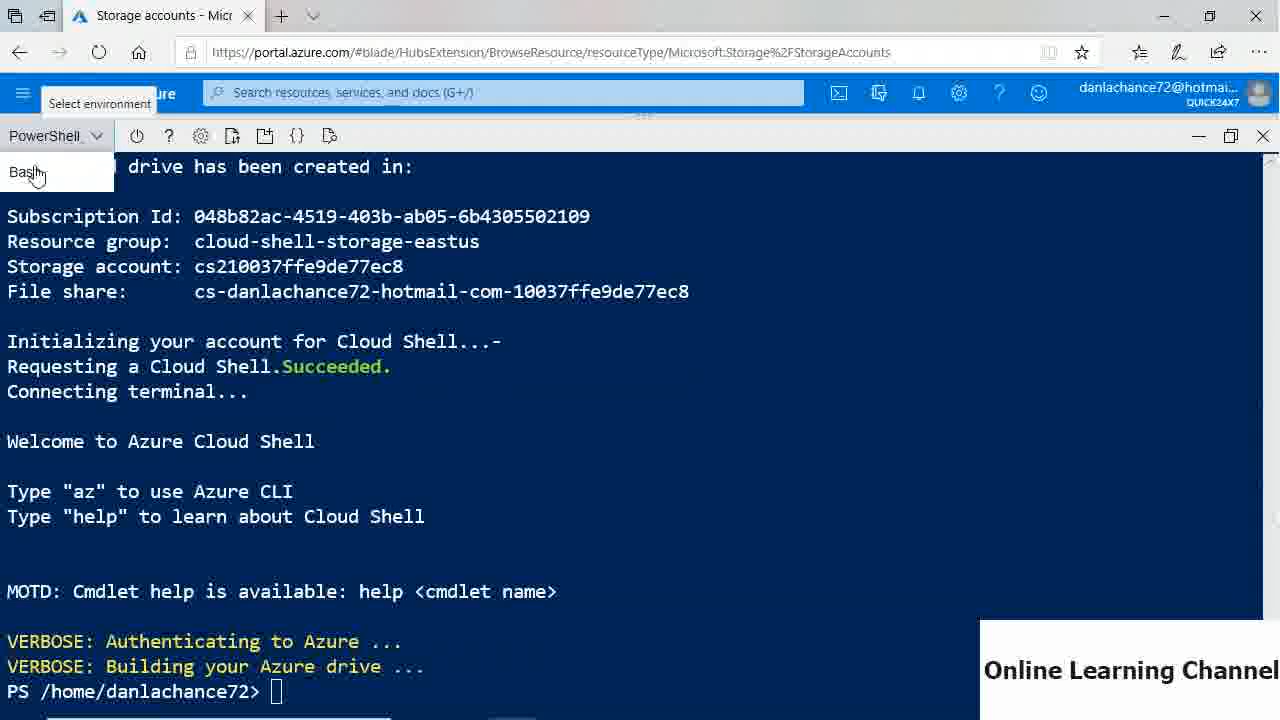 Storage accounts - Micr
https://portal.azure.com/#blade/HubsExtension/BrowseResource/resourceType/Microsoft.Storage%2FStorageAccounts
Select environment
ure
Search resources, services, and docs (G+/)
danlachance72@hotmai...
QUICK24X7
PowerShell
Bash
drive has been created in:
Subscription Id: 048b82ac-4519-403b-ab05-6b4305502109
Resource group: cloud-shell-storage-eastus
Storage account: cs210037ffe9de77ec8
File share: cs-danlachance72-hotmail-com-10037ffe9de77ec8
Initializing your account for Cloud Shell...-
Requesting a Cloud Shell.Succeeded.
Connecting terminal...
Welcome to Azure Cloud Shell
Type "az" to use Azure CLI
Type "help" to learn about Cloud Shell
MOTD: Cmdlet help is available: help <cmdlet name>
VERBOSE: Authenticating to Azure ...
VERBOSE: Building your Azure drive ...
PS /home/danlachance72>
Online Learning Channel